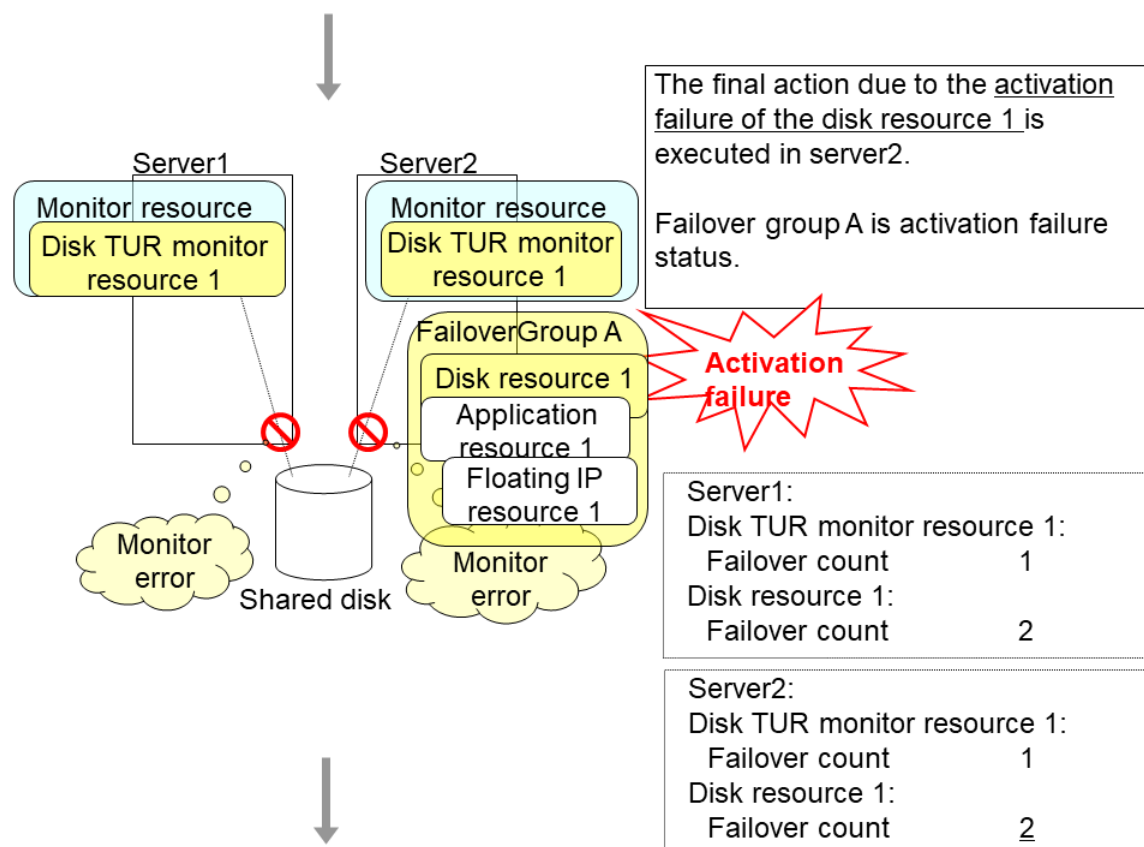 The final action due to the activation
failure of the disk resource 1 is
executed in server2.
Failover group A is activation failure
status.
Server1
Server2
Monitor resource
Disk TUR monitor
resource 1
Monitor resource
Disk TUR monitor
resource 1
FailoverGroup A
Disk resource 1
Application
resource 1
Floating IP
resource 1
Activation
failure
Monitor
error
Shared disk
Monitor
error
Server1:
Disk TUR monitor resource 1:
Failover count 1
Disk resource 1:
Failover count 2
Server2:
Disk TUR monitor resource 1:
Failover count 1
Disk resource 1:
Failover count 2